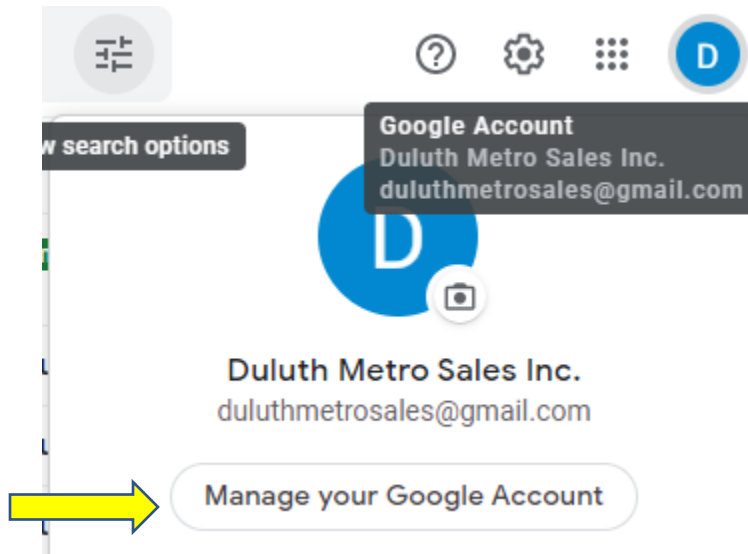 D
w search options
Google Account
Duluth Metro Sales Inc.
duluthmetrosales@gmail.com
D
Duluth Metro Sales Inc.
duluthmetrosales@gmail.com
Manage your Google Account